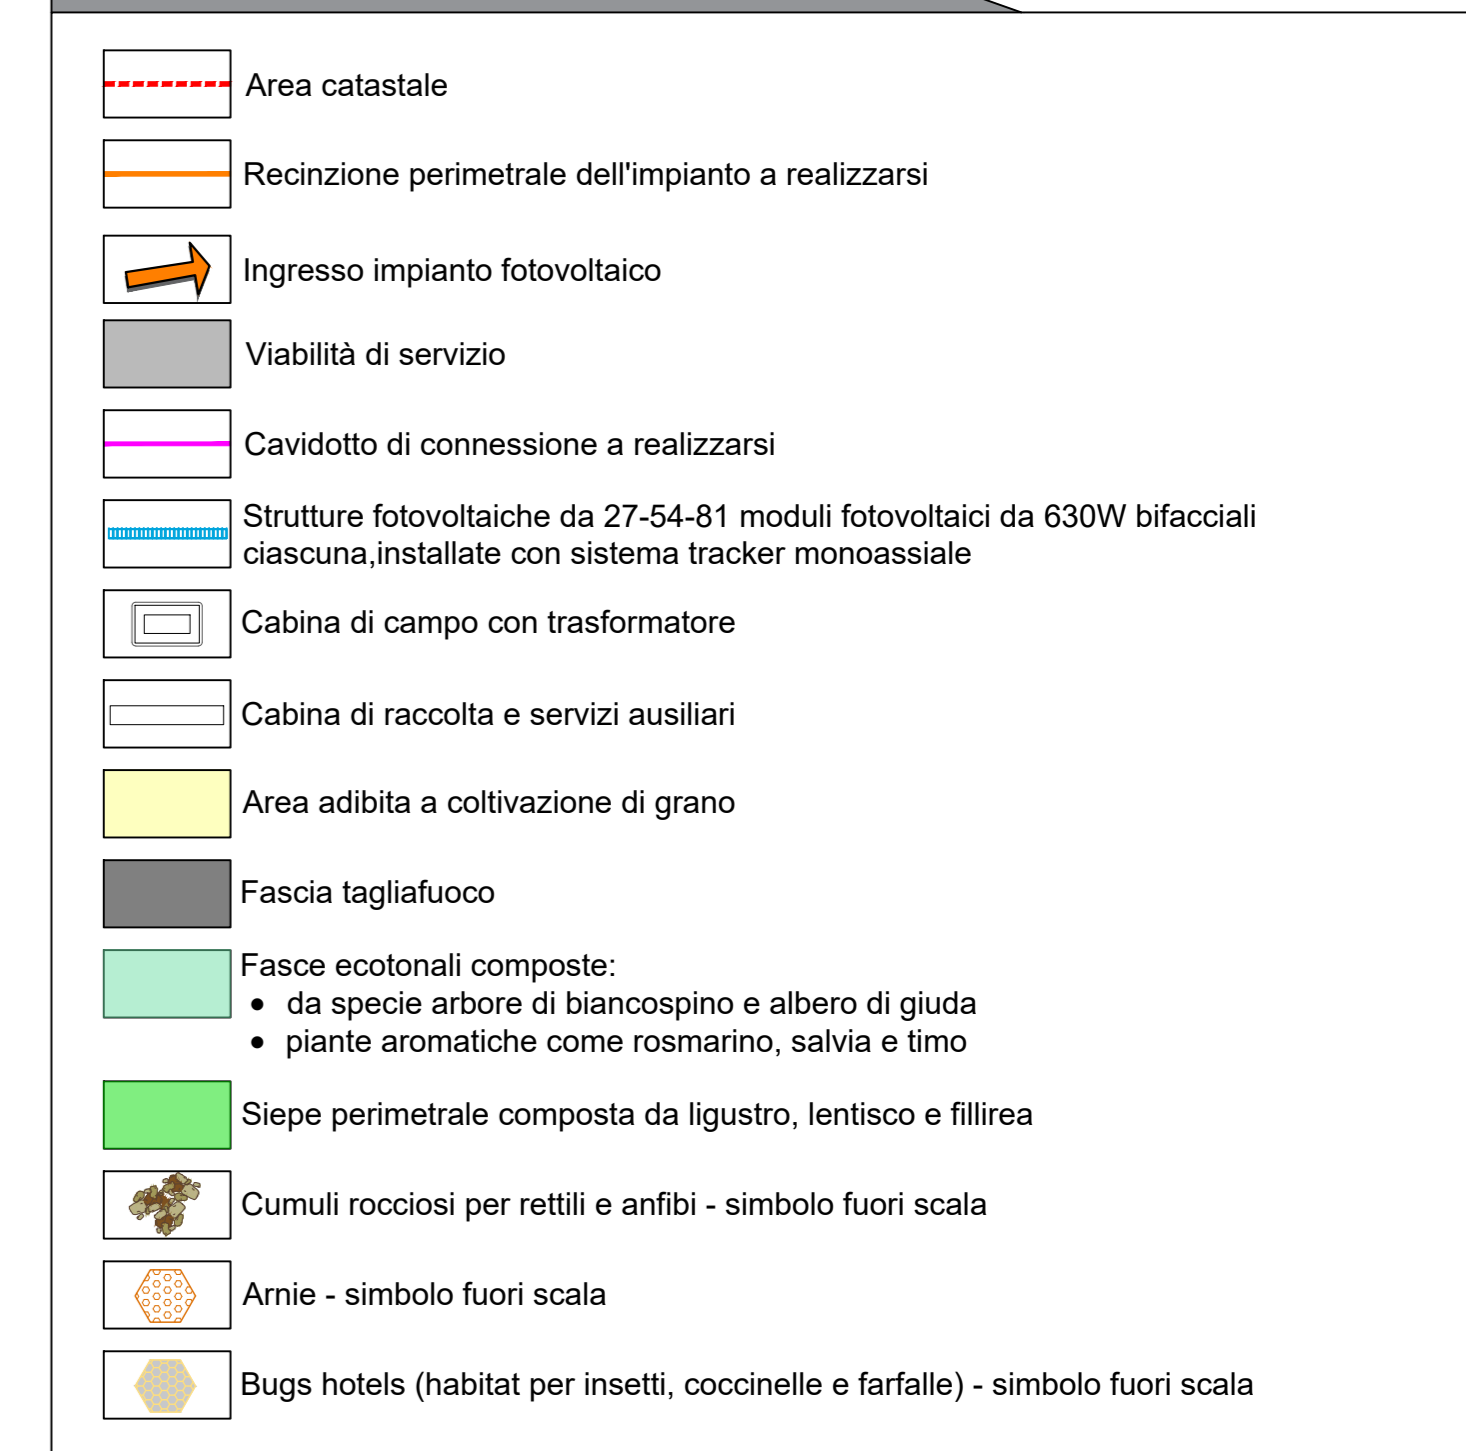 Area catastale
Recinzione perimetrale dell'impianto a realizzarsi
Ingresso impianto fotovoltaico
Viabilità di servizio
Cavidotto di connessione a realizzarsi
Strutture fotovoltaiche da 27-54-81 moduli fotovoltaici da 630W bifacciali
ciascuna,installate con sistema tracker monoassiale
Cabina di campo con trasformatore
Cabina di raccolta e servizi ausiliari
Area adibita a coltivazione di grano
Fascia tagliafuoco
Fasce ecotonali composte:
• da specie arbore di biancospino e albero di giuda
• piante aromatiche come rosmarino, salvia e timo
Siepe perimetrale composta da ligustro, lentisco e fillirea
Cumuli rocciosi per rettili e anfibi - simbolo fuori scala
Arnie - simbolo fuori scala
Bugs hotels (habitat per insetti, coccinelle e farfalle) - simbolo fuori scala